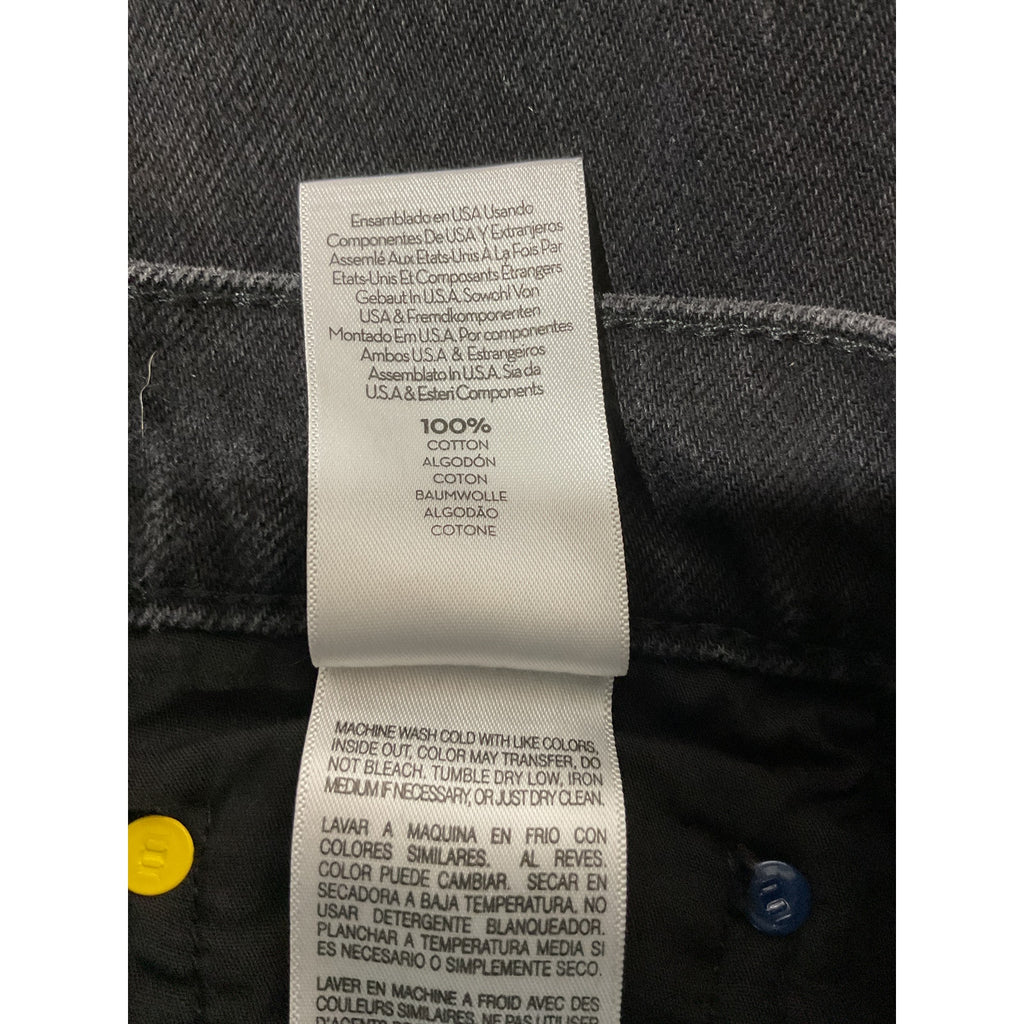 Ensamblado en USA Usando
Componentes De USA Y Extranjeros
Assemlé Aux Etats-Unis À La Fois Par
Etats-Unis Et Composants Etrangers
Gebaut In U.S.A. Sowohl Von
USA & Fremdkomponenten
Montado Em U.S.A. Por componentes
Ambos U.S.A & Estrangeiros
Assemblato In U.S.A. Sia da
U.S.A & Esteri Components
100%
COTTON
ALGODÓN
COTON
BAUMWOLLE
ALGODÃO
COTONE
MACHINE WASH COLD WITH LIKE COLORS,
INSIDE OUT, COLOR MAY TRANSFER, DO
NOT BLEACH, TUMBLE DRY LOW, IRON
MEDIUM IF NECESSARY, OR JUST DRY CLEAN.
LAVAR A MAQUINA EN FRIO CON
COLORES SIMILARES. AL REVES.
COLOR PUEDE CAMBIAR. SECAR EN
SECADORA A BAJA TEMPERATURA. NO
USAR DETERGENTE BLANQUEADOR.
PLANCHAR A TEMPERATURA MEDIA SI
ES NECESARIO O SIMPLEMENTE SECO.
LAVER EN MACHINE A FROID AVEC DES
COULEURS SIMILAIRES, NE PAS UTILISER